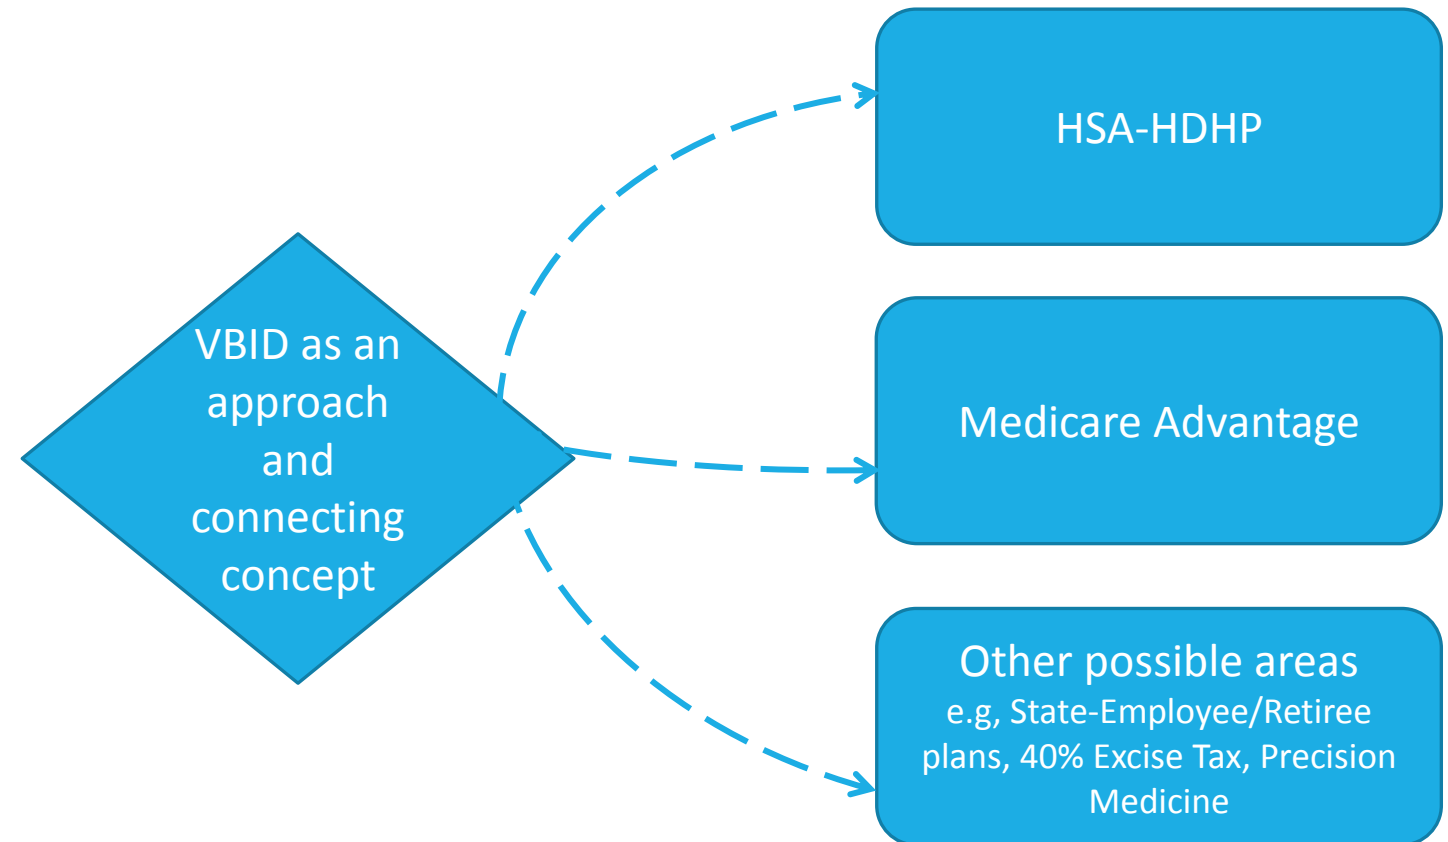 VBID as an
approach
and
connecting
concept
HSA-HDHP
Medicare Advantage
Other possible areas
e.g, State-Employee/Retiree
plans, 40% Excise Tax, Precision
Medicine